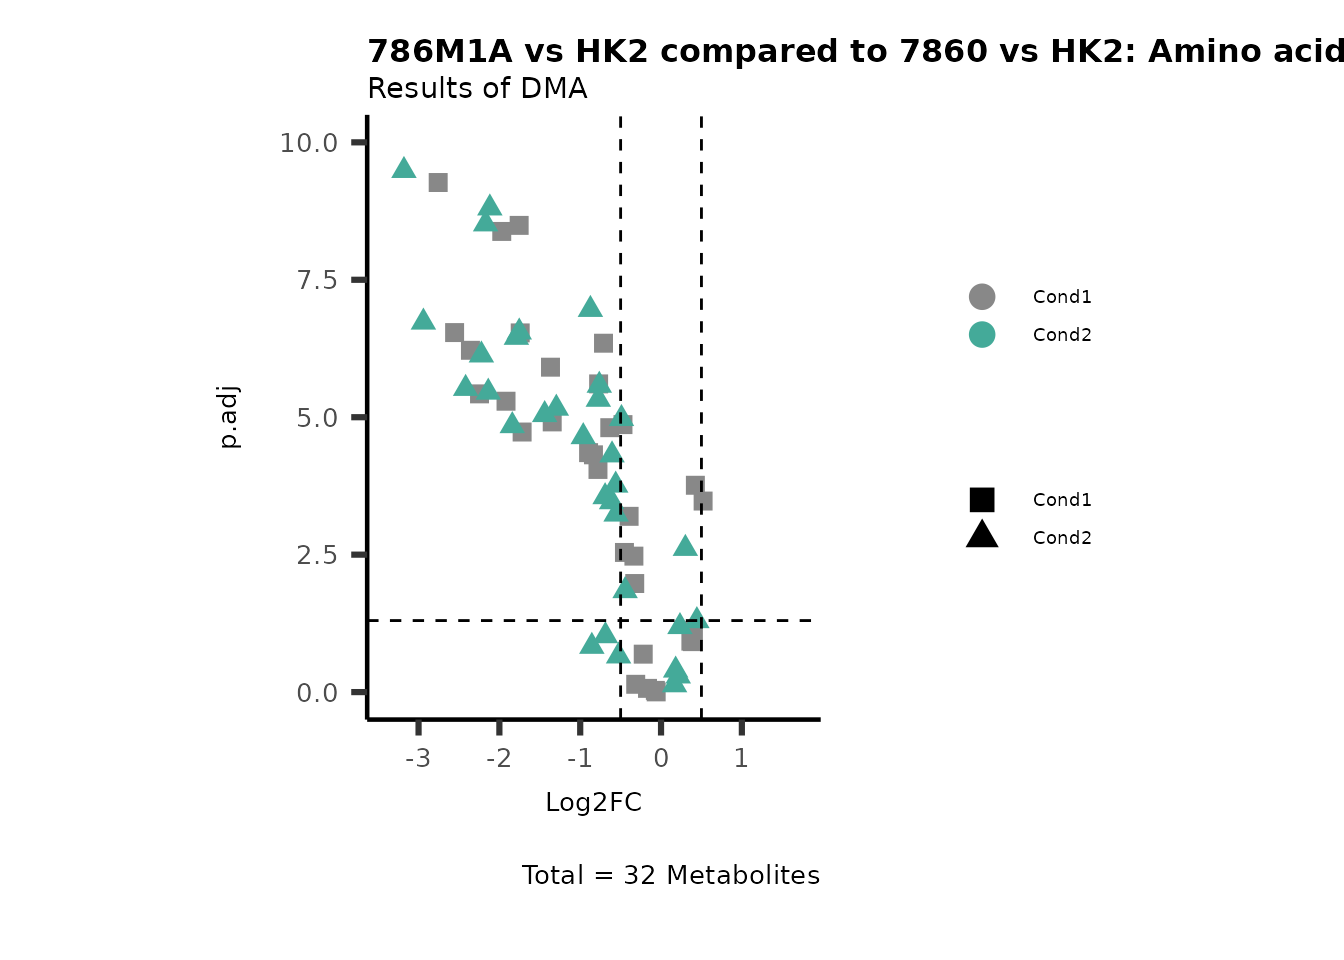 786M1A vs HK2 compared to 7860 vs HK2: Amino acid
Results of DMA
10.0
7.5
5.0
2.5
0.0
p.adj
-3 -2 -1 0 1
Log2FC
Cond1
Cond2
Cond1
Cond2
Total = 32 Metabolites